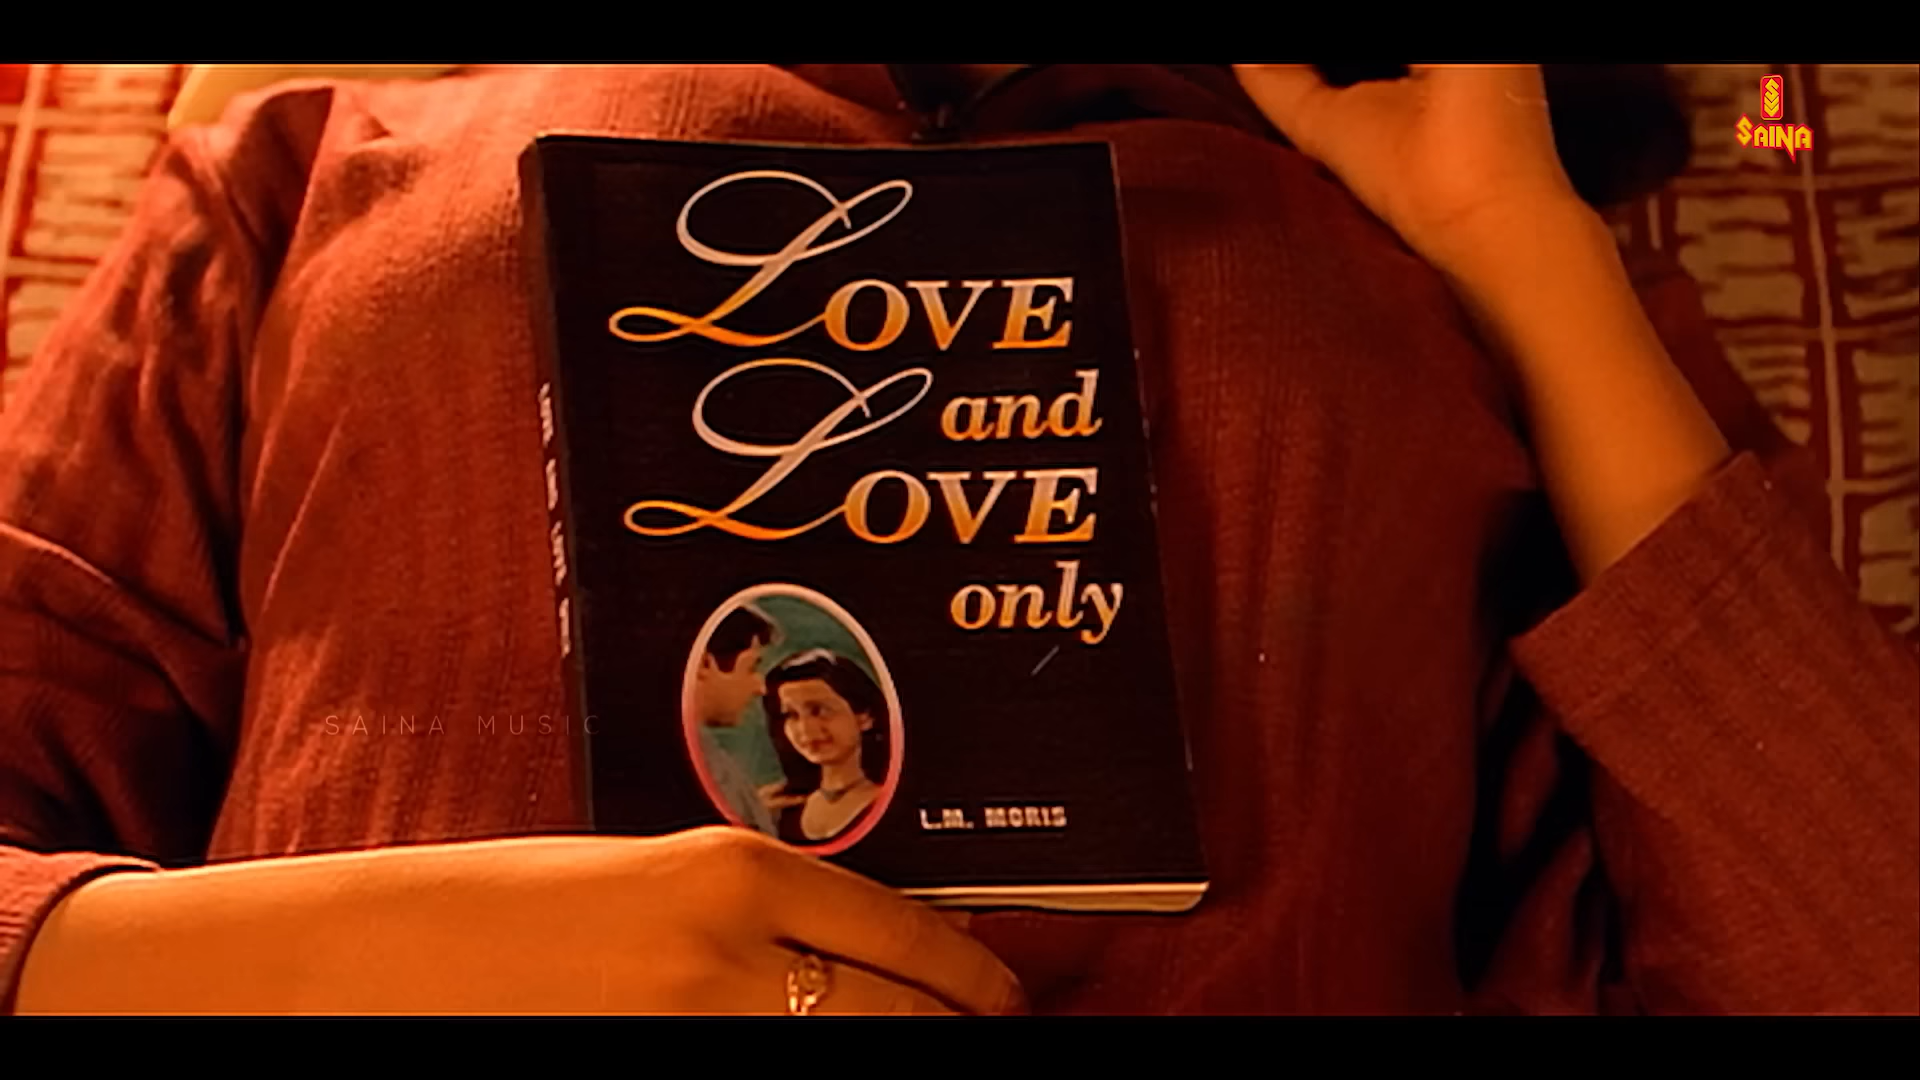 SAINA
LOVE
and
LOVE
only
SAINA MUSIC
L.M. MORIS